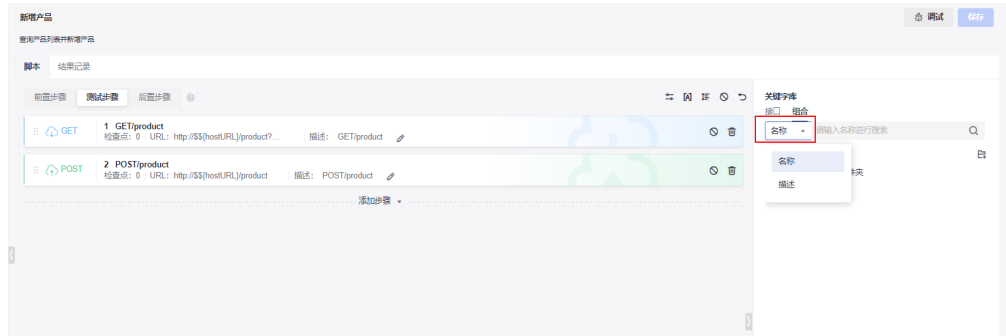 新增产品
调试 保存
查询产品列表并新增产品
脚本 结果记录
前置步骤 测试步骤 后置步骤
GET
1 GET/product
检查点: 0 URL: http://$${hostURL}/product?... 描述: GET/product
POST
2 POST/product
检查点: 0 URL: http://$${hostURL}/product 描述: POST/product
添加步骤
关键字库
接口 组合
名称 请输入名称进行搜索
名称
描述
件夹